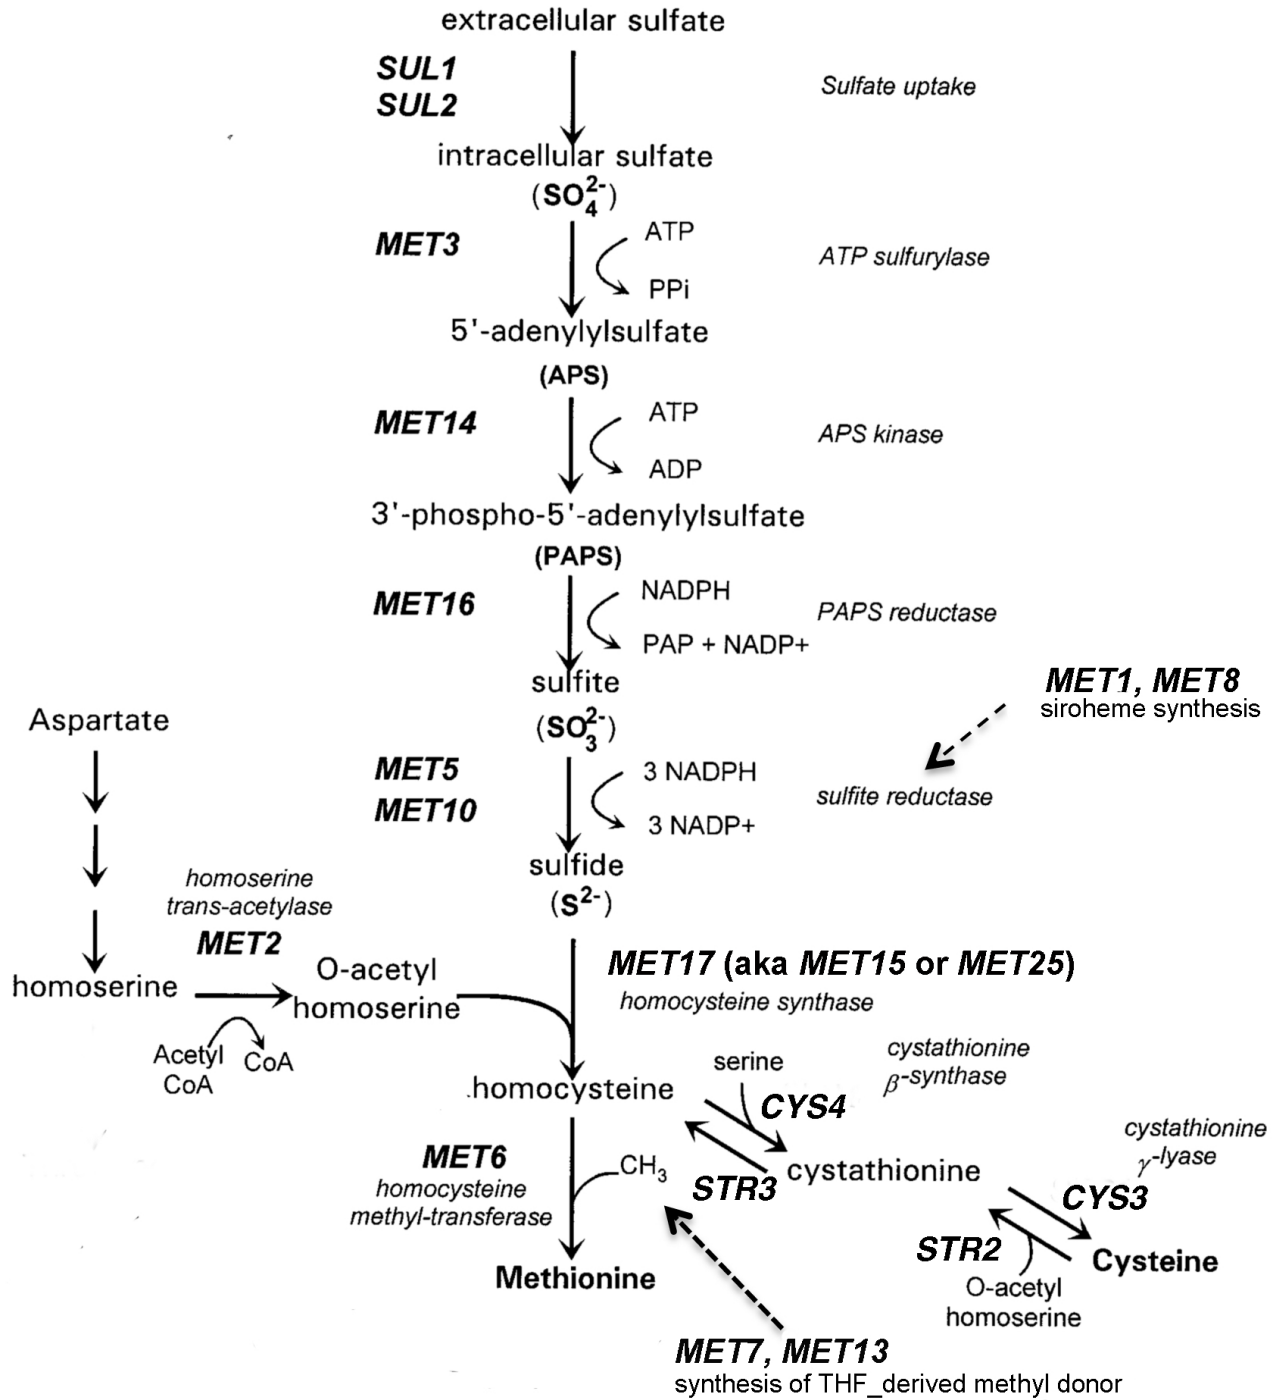 extracellular sulfate
SUL1
SUL2
Sulfate uptake
intracellular sulfate
(SO₄²⁻)
MET3
ATP
PPi
ATP sulfurylase
5'-adenylylsulfate
(APS)
MET14
ATP
ADP
APS kinase
3'-phospho-5'-adenylylsulfate
(PAPS)
MET16
NADPH
PAP + NADP+
PAPS reductase
sulfite
(SO₃²⁻)
MET1, MET8
siroheme synthesis
Aspartate
MET5
MET10
3 NADPH
3 NADP+
sulfite reductase
sulfide
(S²⁻)
homoserine
trans-acetylase
MET2
homoserine
O-acetyl
homoserine
Acetyl
CoA
CoA
MET17 (aka MET15 or MET25)
homocysteine synthase
homocysteine
serine
cystathionine
β-synthase
CYS4
STR3
cystathionine
cystathionine
γ-lyase
CYS3
STR2
Cysteine
O-acetyl
homoserine
MET6
homocysteine
methyl-transferase
CH₃
Methionine
MET7, MET13
synthesis of THF_derived methyl donor